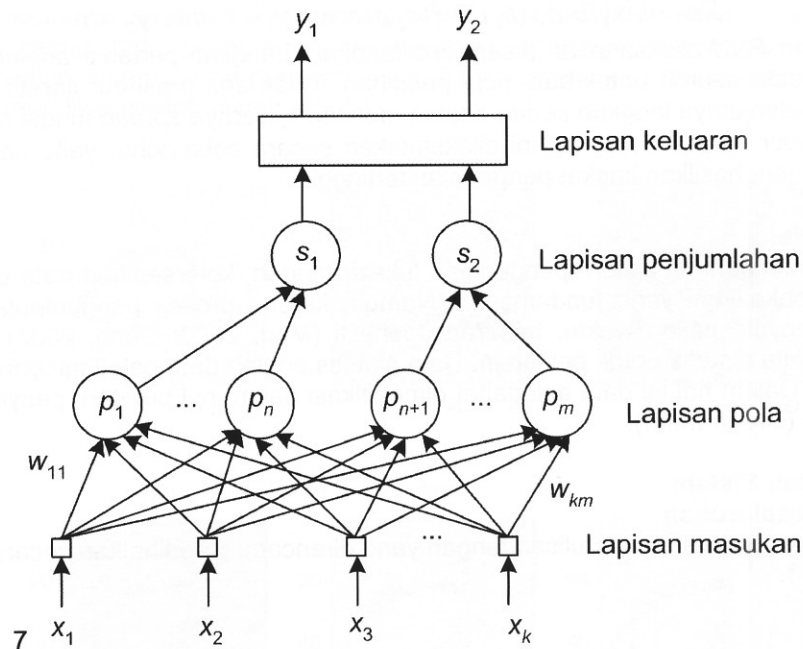 y1 y2
Lapisan keluaran
s1 s2 Lapisan penjumlahan
p1 ... pn pn+1 ... pm Lapisan pola
w11 wkm
... Lapisan masukan
7 x1 x2 x3 xk